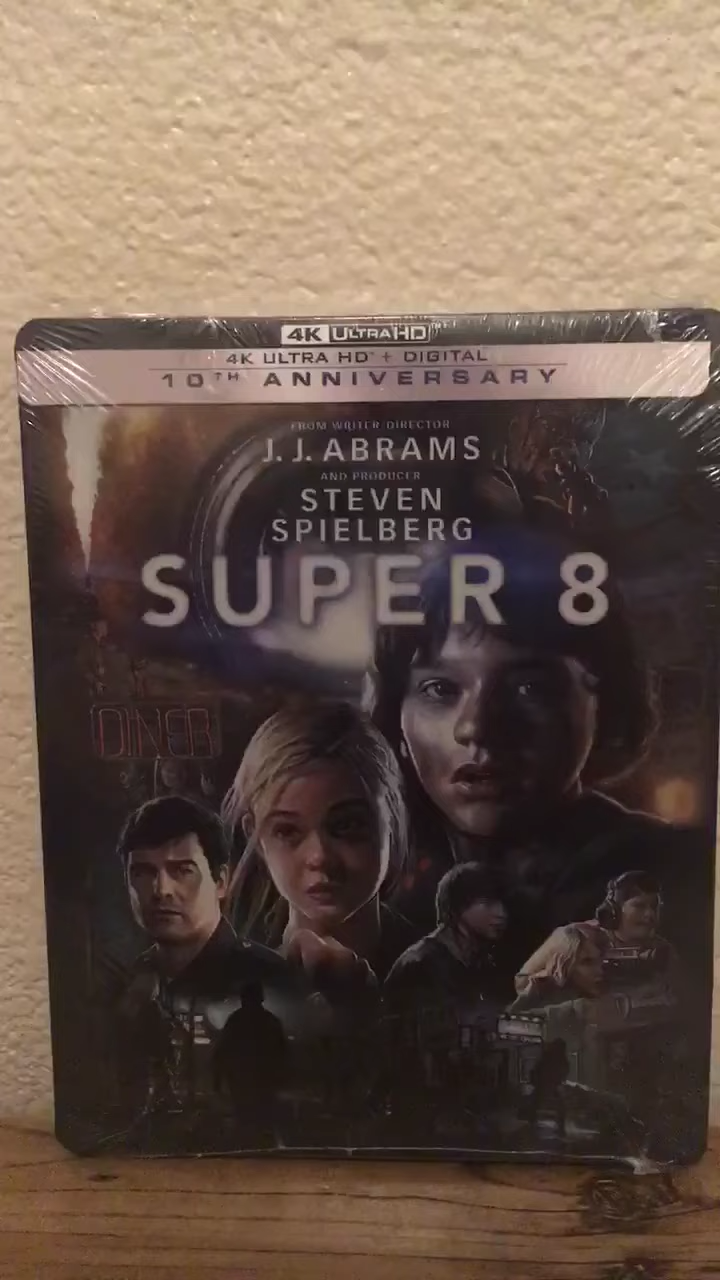 4K ULTRA HD
4K ULTRA HD + DIGITAL
10TH ANNIVERSARY
FROM WRITER DIRECTOR
J. J. ABRAMS
AND PRODUCER
STEVEN
SPIELBERG
SUPER 8
DINER